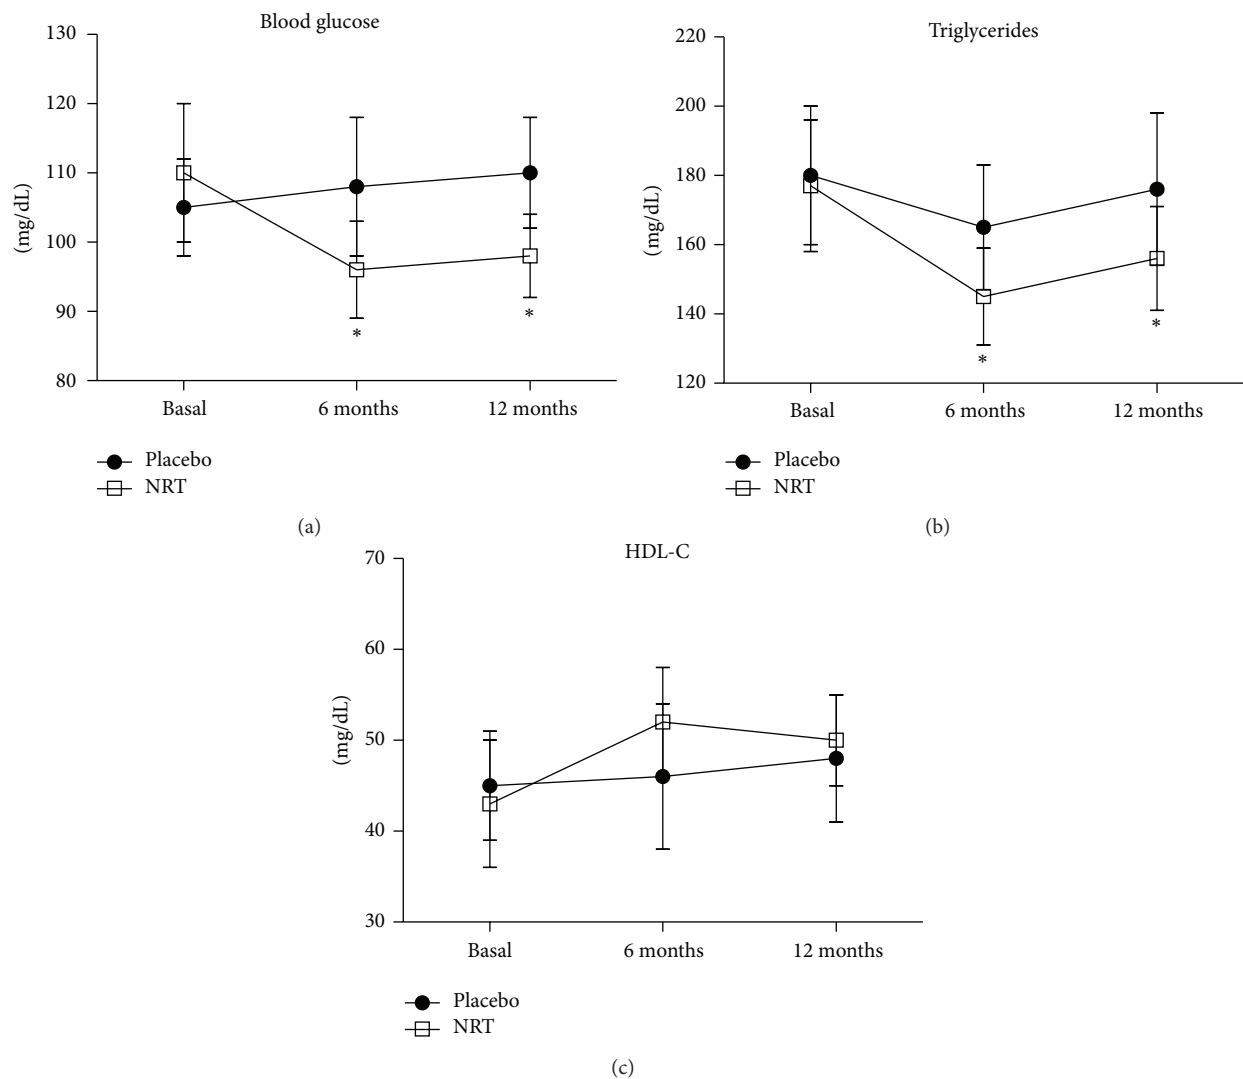 Blood glucose
130
120
110
100
90
80
(mg/dL)
*
*
Basal
6 months
12 months
Placebo
NRT
(a)
Triglycerides
220
200
180
160
140
120
(mg/dL)
*
*
Basal
6 months
12 months
Placebo
NRT
(b)
HDL-C
70
60
50
40
30
(mg/dL)
Basal
6 months
12 months
Placebo
NRT
(c)